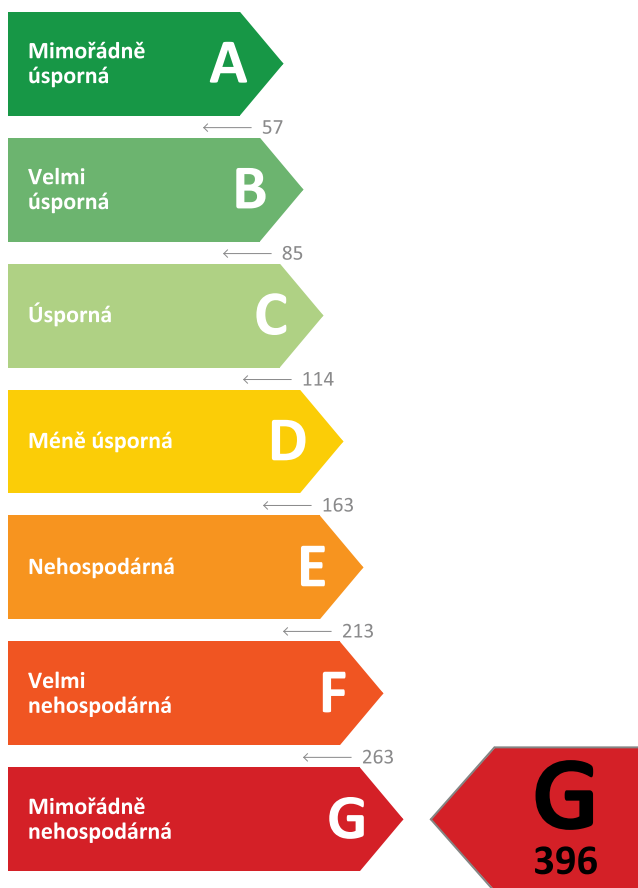 Mimořádně
úsporná
A
57
Velmi
úsporná
B
85
Úsporná
C
114
Méně úsporná
D
163
Nehospodárná
E
213
Velmi
nehospodárná
F
263
Mimořádně
nehospodárná
G
G
396